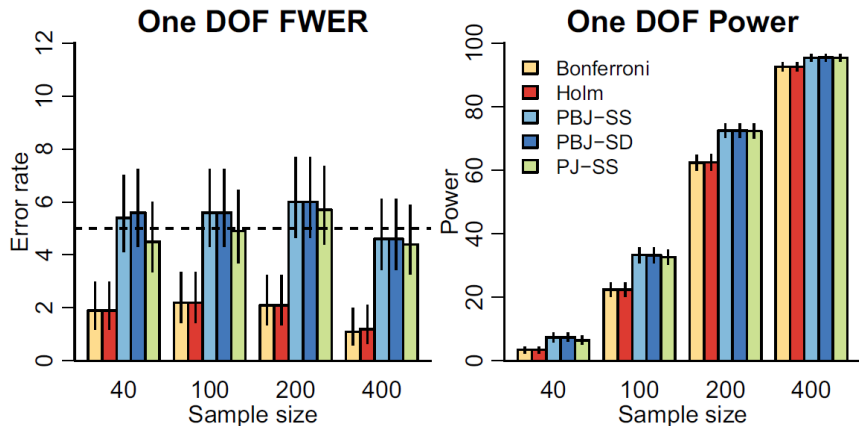 One DOF FWER
12
10
8
6
4
2
0
Error rate
40 100 200 400
Sample size
One DOF Power
100
80
60
40
20
0
Power
Bonferroni
Holm
PBJ-SS
PBJ-SD
PJ-SS
40 100 200 400
Sample size